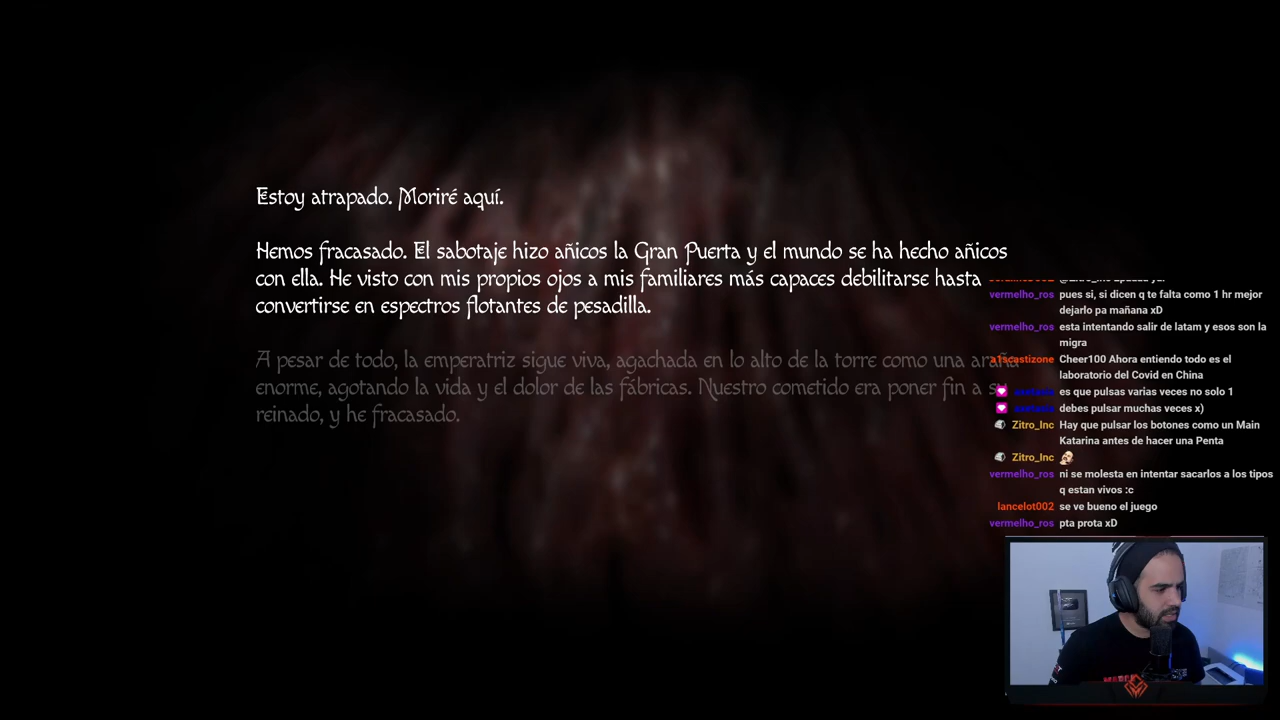 Estoy atrapado. Moriré aquí.
Hemos fracasado. El sabotaje hizo añicos la Gran Puerta y el mundo se ha hecho añicos
con ella. He visto con mis propios ojos a mis familiares más capaces debilitarse hasta
convertirse en espectros flotantes de pesadilla.
A pesar de todo, la emperatriz sigue viva, agachada en lo alto de la torre como una araña
enorme, agotando la vida y el dolor de las fábricas. Nuestro cometido era poner fin a su
reinado, y he fracasado.
vermelho_ros pues si, si dicen q te falta como 1 hr mejor
dejarlo pa mañana xD
vermelho_ros esta intentando salir de latam y esos son la
migra
a1scastizone Cheer100 Ahora entiendo todo es el
laboratorio del Covid en China
es que pulsas varias veces no solo 1
debes pulsar muchas veces x)
Zitro_Inc Hay que pulsar los botones como un Main
Katarina antes de hacer una Penta
Zitro_Inc
vermelho_ros ni se molesta en intentar sacarlos a los tipos
q estan vivos :c
lancelot002 se ve bueno el juego
vermelho_ros pta prota xD